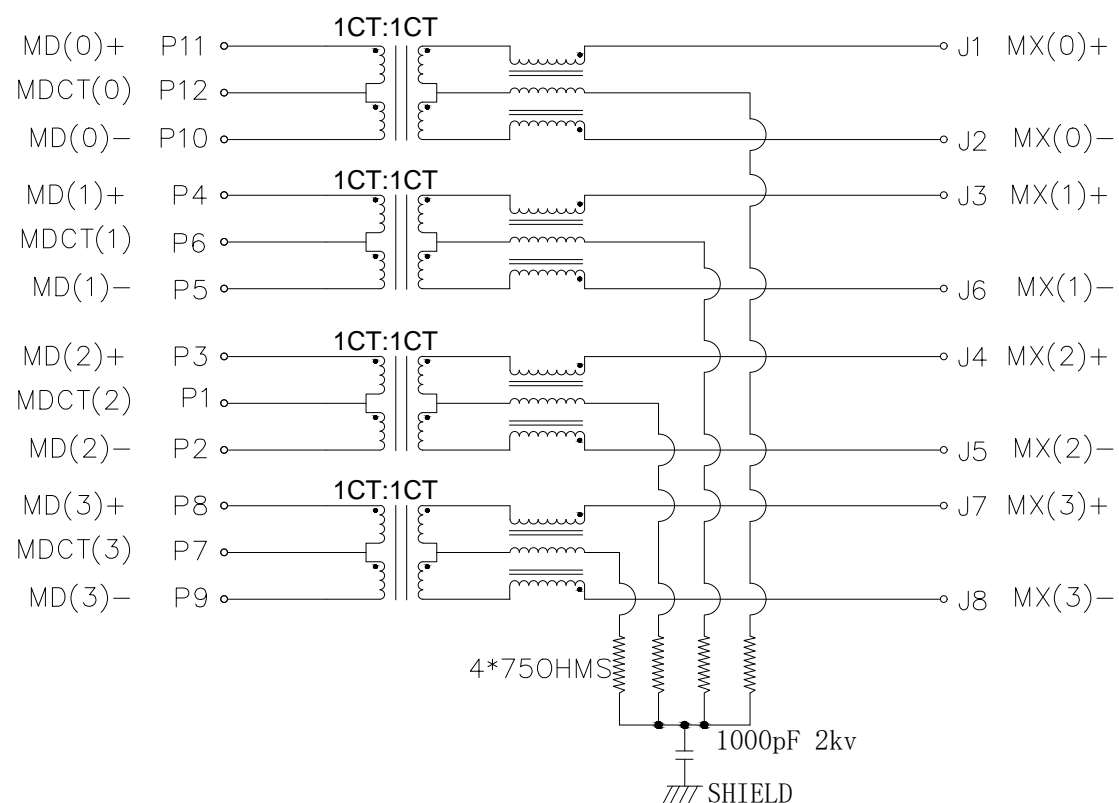 1CT:1CT
MD(0)+ P11 J1 MX(0)+
MDCT(0) P12
MD(0)- P10 J2 MX(0)-
1CT:1CT
MD(1)+ P4 J3 MX(1)+
MDCT(1) P6
MD(1)- P5 J6 MX(1)-
1CT:1CT
MD(2)+ P3 J4 MX(2)+
MDCT(2) P1
MD(2)- P2 J5 MX(2)-
1CT:1CT
MD(3)+ P8 J7 MX(3)+
MDCT(3) P7
MD(3)- P9 J8 MX(3)-
4*75OHMS
1000pF 2kv
SHIELD